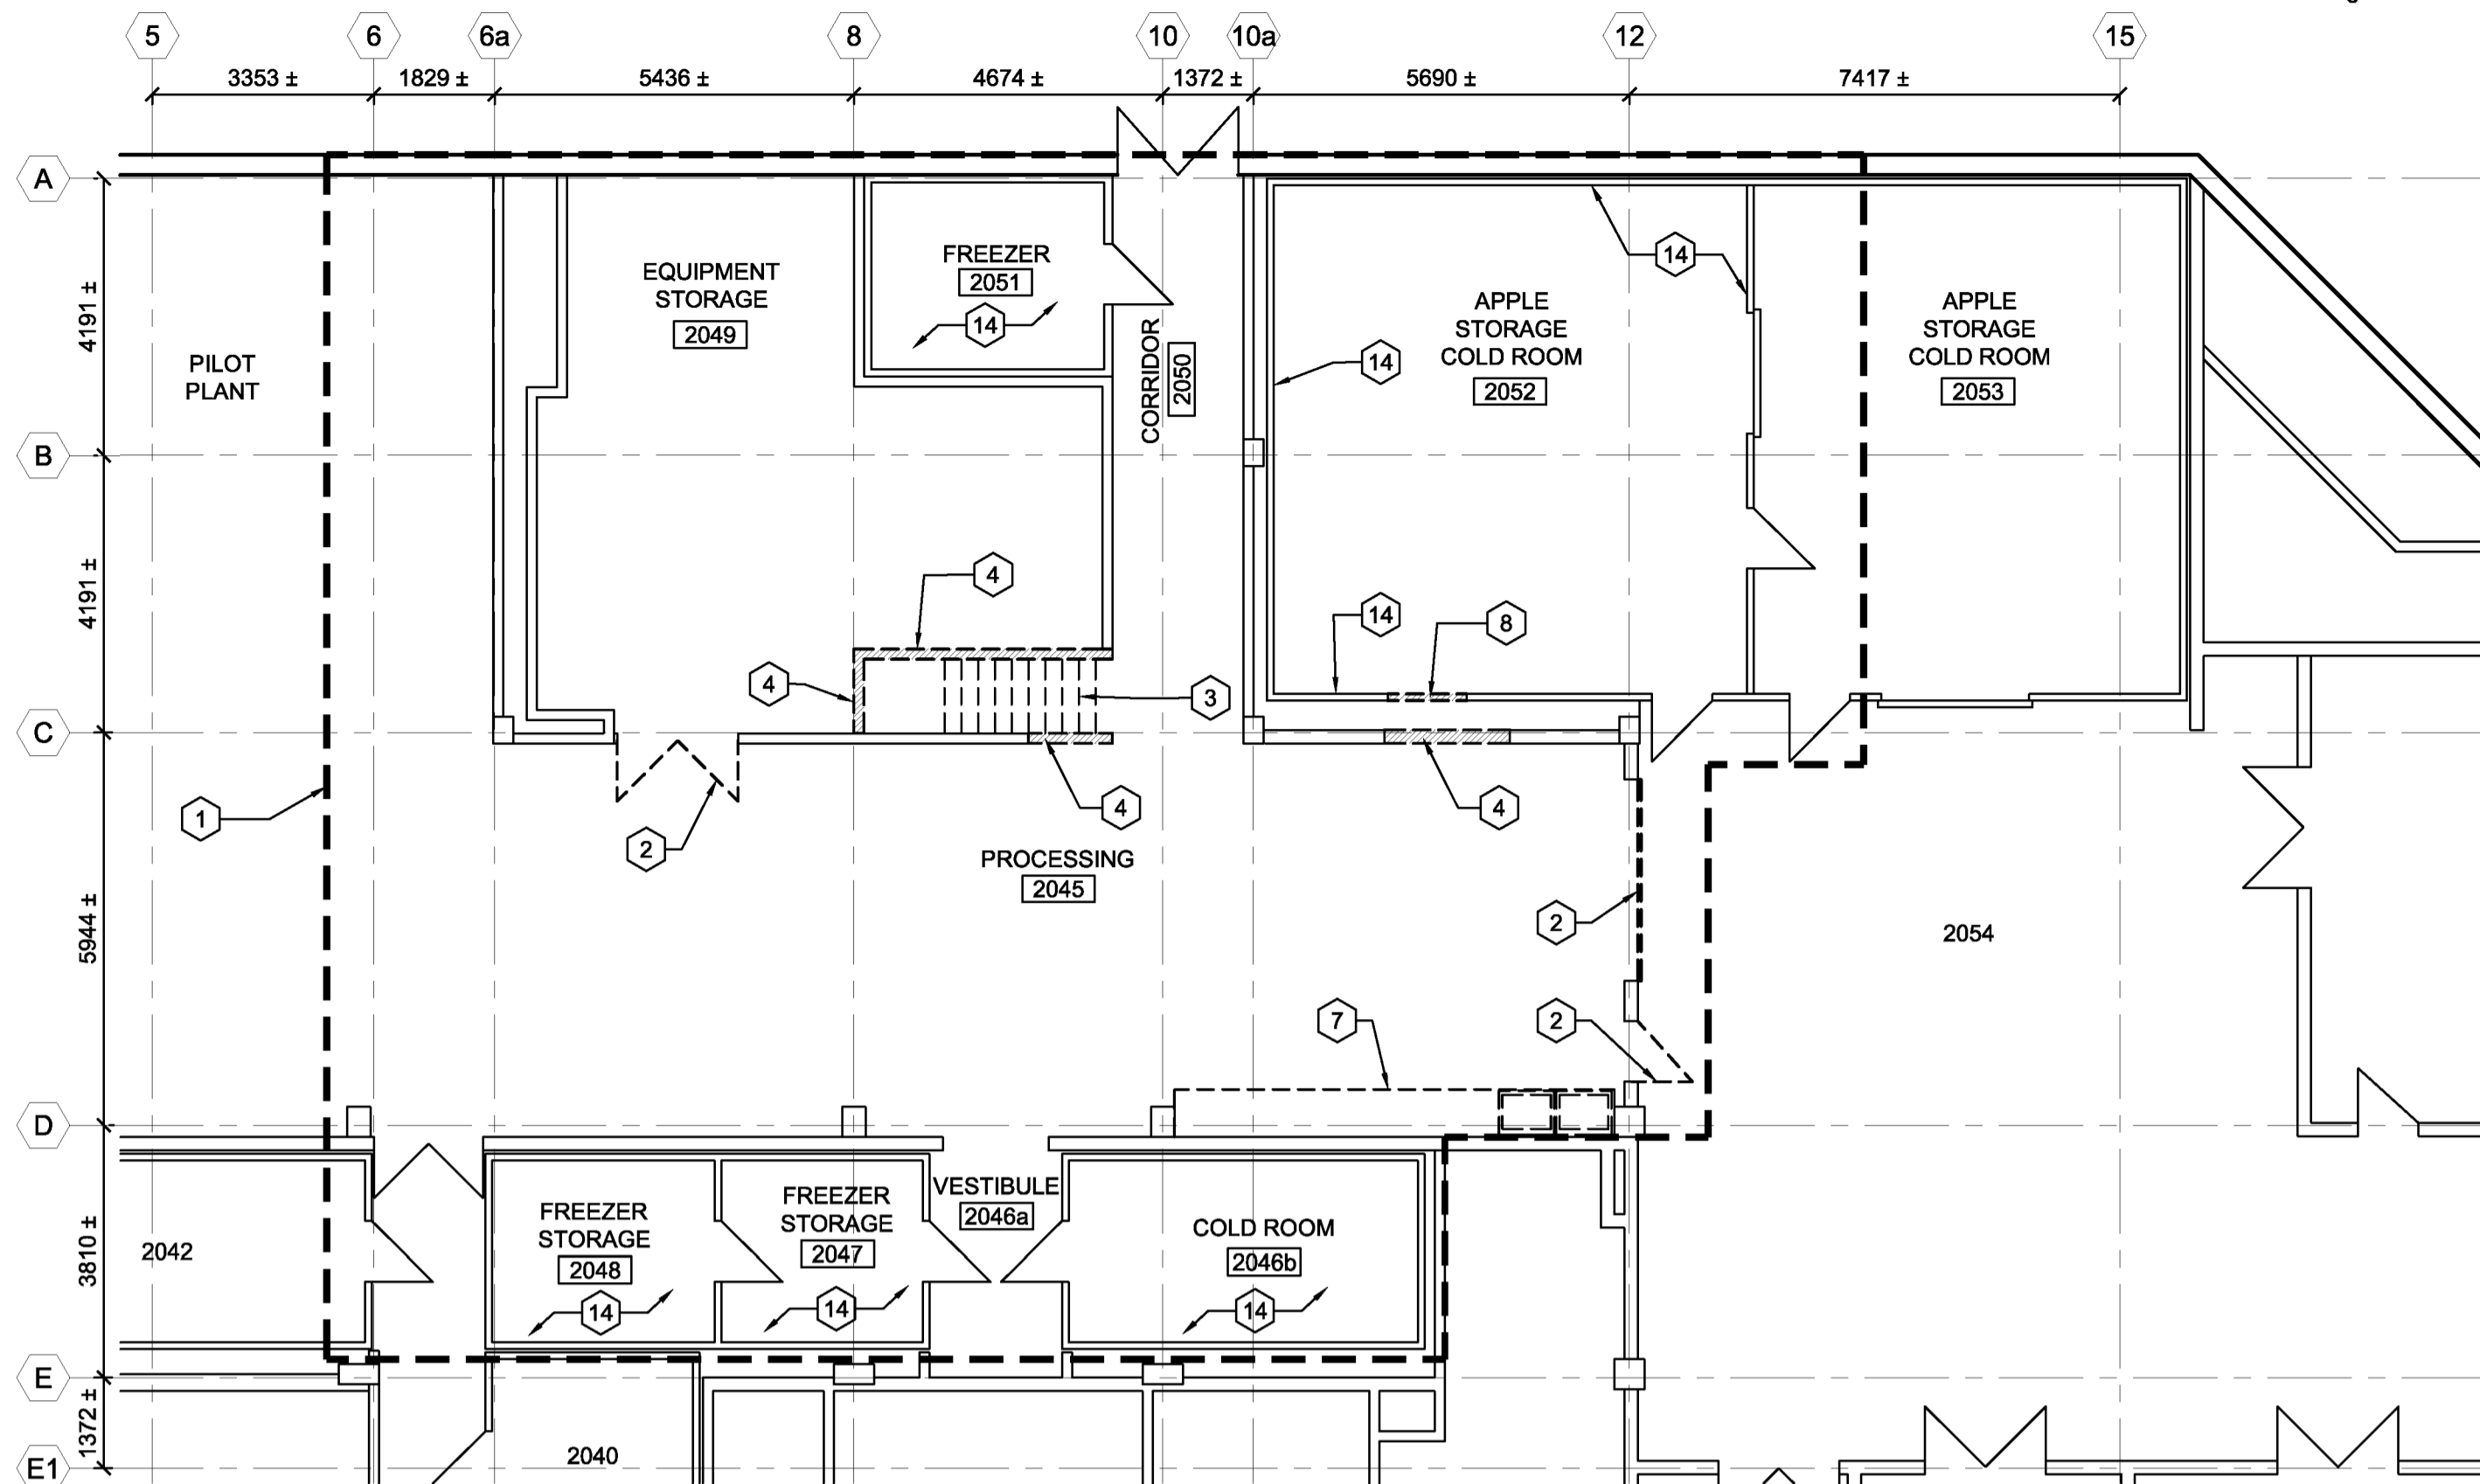 5 6 6a 8 10 10a 12 15
3353 ± 1829 ± 5436 ± 4674 ± 1372 ± 5690 ± 7417 ±
A
B
C
D
E
E1
4191 ±
4191 ±
5944 ±
3810 ±
1372 ±
PILOT
PLANT
EQUIPMENT
STORAGE
2049
FREEZER
2051
14
CORRIDOR
2050
14
14
APPLE
STORAGE
COLD ROOM
2052
APPLE
STORAGE
COLD ROOM
2053
4
4
3
14
8
1
2
4
4
PROCESSING
2045
2
2054
7
2
2042
FREEZER
STORAGE
2048
14
FREEZER
STORAGE
2047
14
VESTIBULE
2046a
COLD ROOM
2046b
14
2040